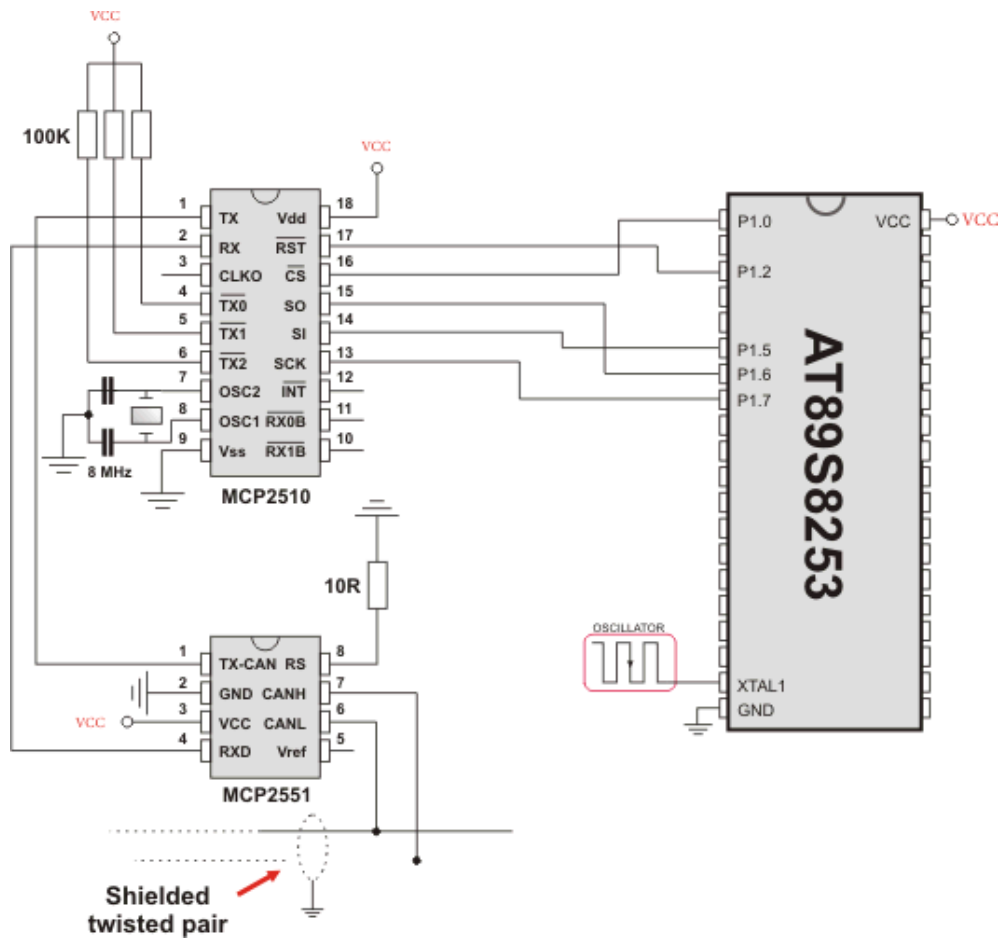 VCC
100K
VCC
1 TX Vdd 18
2 RX RST 17
3 CLKO CS 16
4 TX0 SO 15
5 TX1 SI 14
6 TX2 SCK 13
7 OSC2 INT 12
8 OSC1 RX0B 11
9 Vss RX1B 10
8 MHz
MCP2510
P1.0 VCC VCC
P1.2
P1.5
P1.6
P1.7
AT89S8253
OSCILLATOR
XTAL1
GND
10R
1 TX-CAN RS 8
2 GND CANH 7
VCC 3 VCC CANL 6
4 RXD Vref 5
MCP2551
Shielded
twisted pair